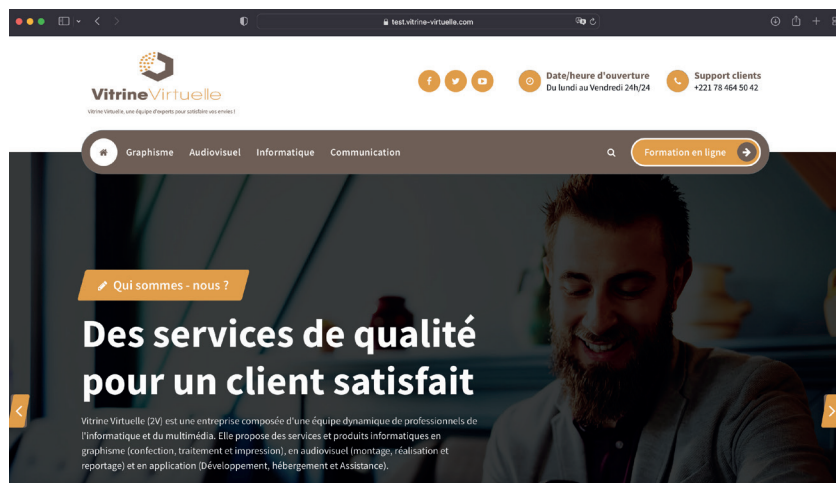 test.vitrine-virtuelle.com
VitrineVirtuelle
Vitrine Virtuelle, une équipe d'experts pour satisfaire vos envies !
Date/heure d'ouverture
Du lundi au Vendredi 24h/24
Support clients
+221 78 464 50 42
Graphisme Audiovisuel Informatique Communication
Formation en ligne
Qui sommes - nous ?
Des services de qualité
pour un client satisfait
Vitrine Virtuelle (2V) est une entreprise composée d'une équipe dynamique de professionnels de
l'informatique et du multimédia. Elle propose des services et produits informatiques en
graphisme (confection, traitement et impression), en audiovisuel (montage, réalisation et
reportage) et en application (Développement, hébergement et Assistance).